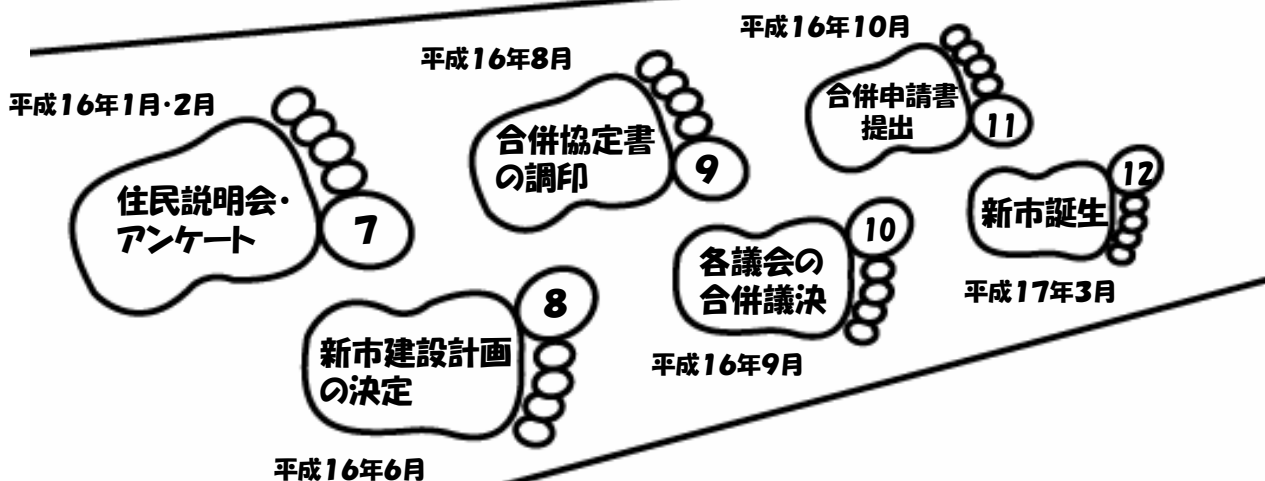 平成16年1月・2月
住民説明会・
アンケート
7
8
新市建設計画
の決定
平成16年6月
平成16年8月
合併協定書
の調印
9
10
各議会の
合併議決
平成16年9月
平成16年10月
合併申請書
提出
11
12
新市誕生
平成17年3月